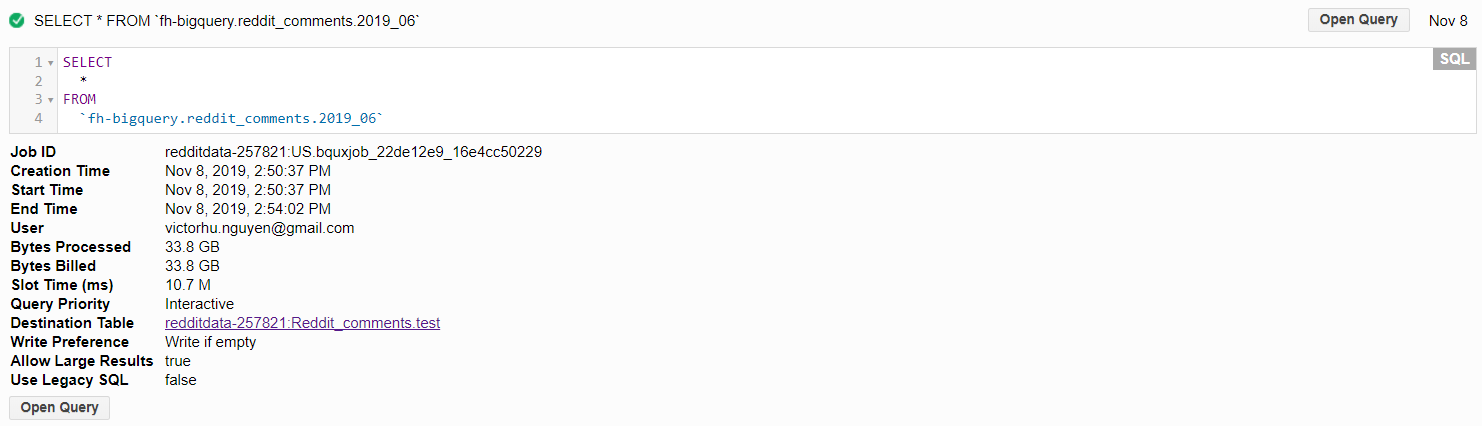 SELECT * FROM `fh-bigquery.reddit_comments.2019_06` Open Query Nov 8
1 SELECT SQL
2 *
3 FROM
4 `fh-bigquery.reddit_comments.2019_06`
Job ID redditdata-257821:US.bquxjob_22de12e9_16e4cc50229
Creation Time Nov 8, 2019, 2:50:37 PM
Start Time Nov 8, 2019, 2:50:37 PM
End Time Nov 8, 2019, 2:54:02 PM
User victorhu.nguyen@gmail.com
Bytes Processed 33.8 GB
Bytes Billed 33.8 GB
Slot Time (ms) 10.7 M
Query Priority Interactive
Destination Table redditdata-257821:Reddit_comments.test
Write Preference Write if empty
Allow Large Results true
Use Legacy SQL false
Open Query